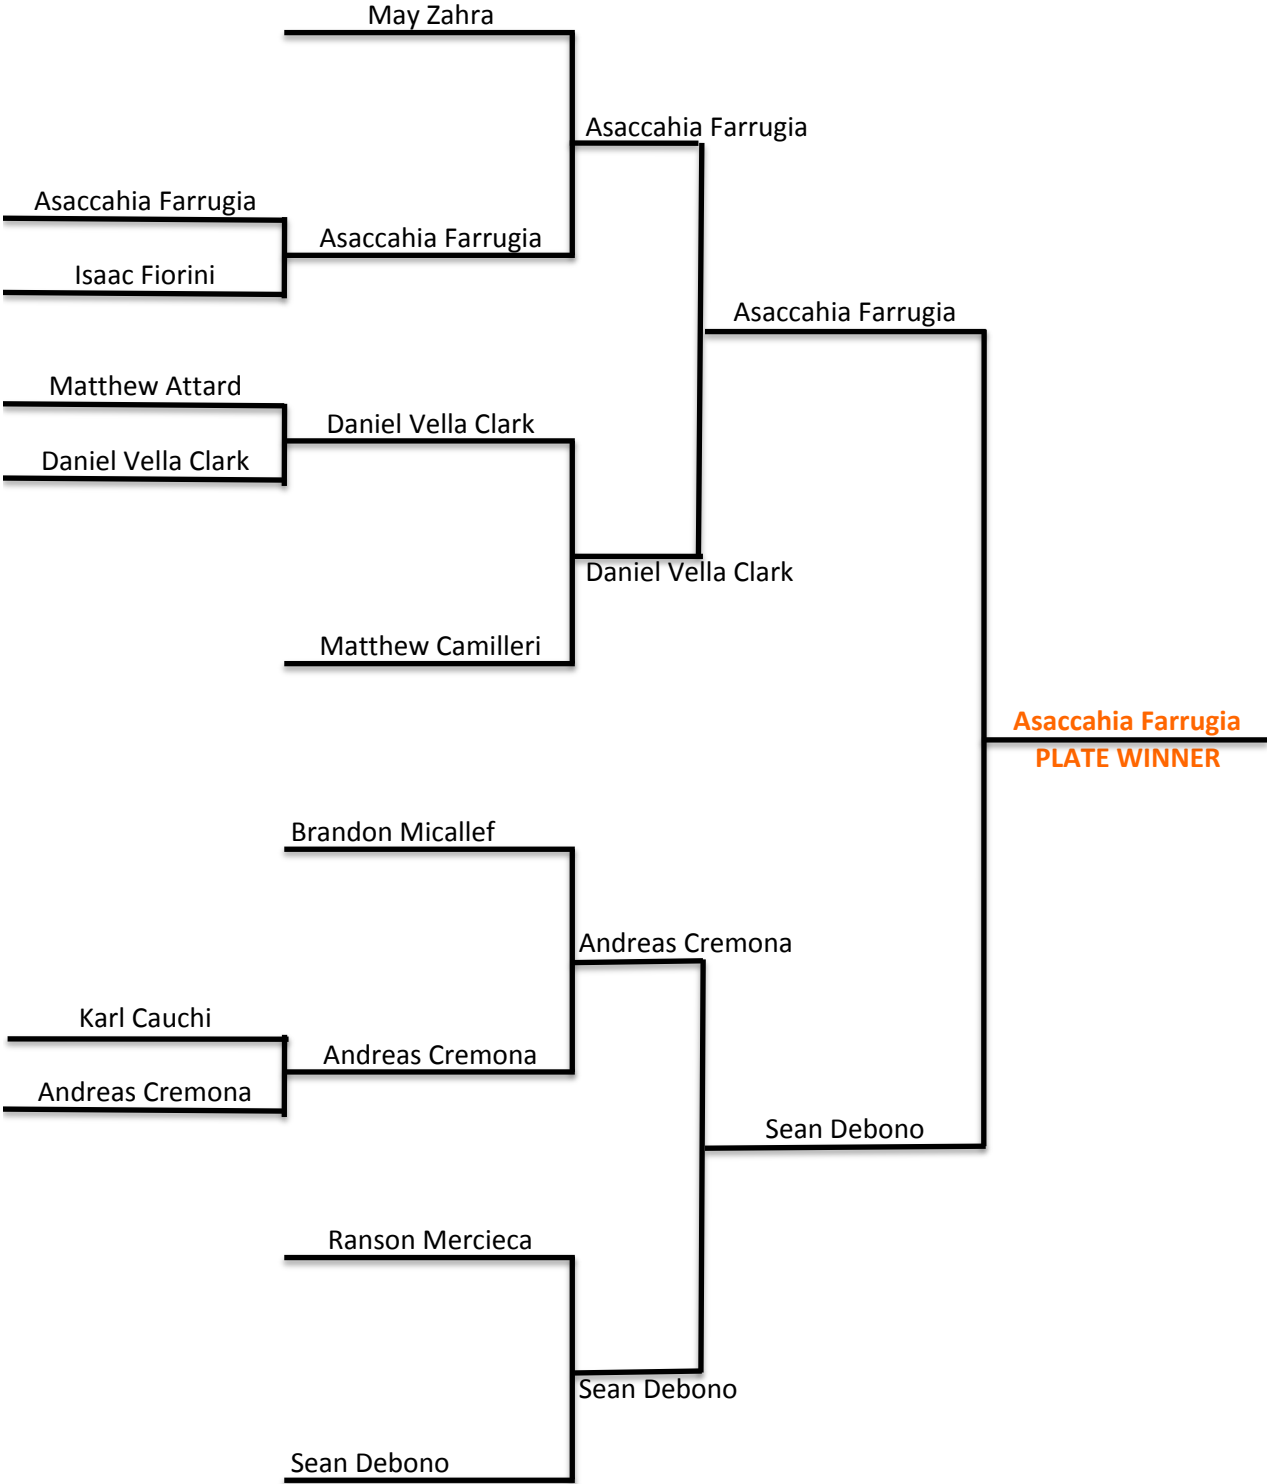 May Zahra
Asaccahia Farrugia
Asaccahia Farrugia
Asaccahia Farrugia
Isaac Fiorini
Asaccahia Farrugia
Matthew Attard
Daniel Vella Clark
Daniel Vella Clark
Daniel Vella Clark
Matthew Camilleri
Asaccahia Farrugia
PLATE WINNER
Brandon Micallef
Andreas Cremona
Karl Cauchi
Andreas Cremona
Andreas Cremona
Sean Debono
Ranson Mercieca
Sean Debono
Sean Debono